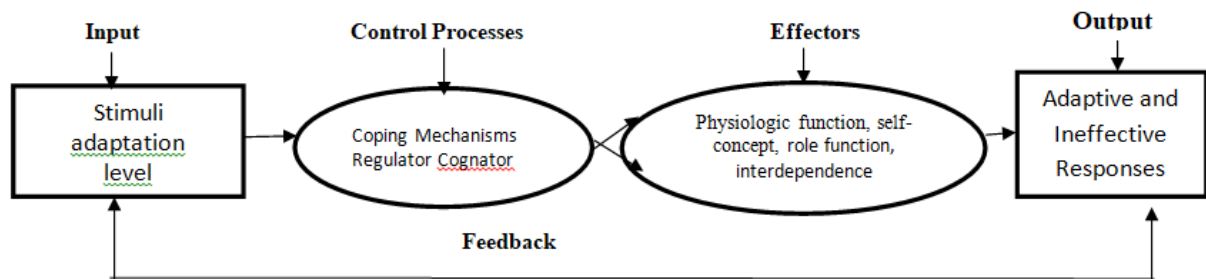 Input
Control Processes
Effectors
Output
Stimuli
adaptation
level
Coping Mechanisms
Regulator Cognator
Physiologic function, self-
concept, role function,
interdependence
Adaptive and
Ineffective
Responses
Feedback